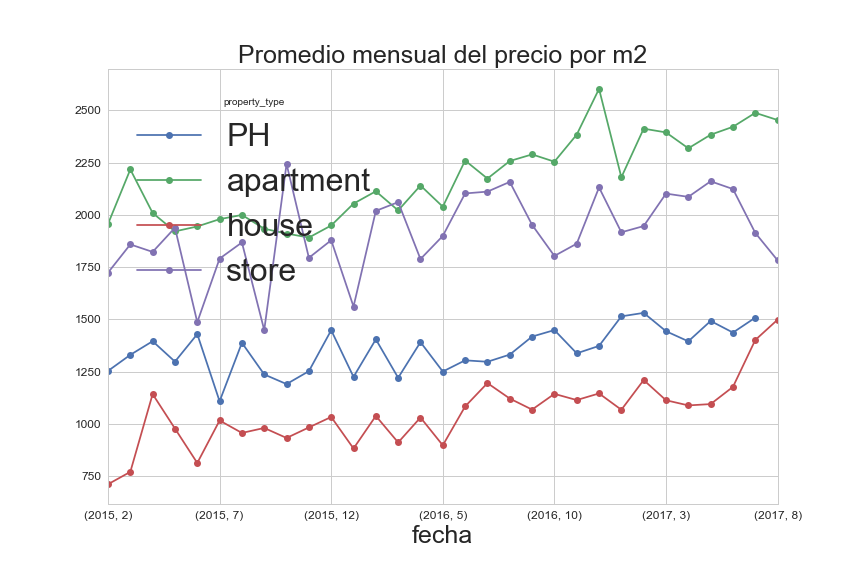 Promedio mensual del precio por m2
property_type
PH
apartment
house
store
2500
2250
2000
1750
1500
1250
1000
750
(2015, 2) (2015, 7) (2015, 12) (2016, 5) (2016, 10) (2017, 3) (2017, 8)
fecha